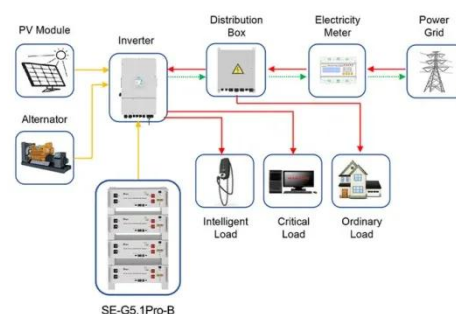 PV Module
Inverter
Distribution
Box
Electricity
Meter
Power
Grid
Alternator
Intelligent
Load
Critical
Load
Ordinary
Load
SE-G5.1Pro-B